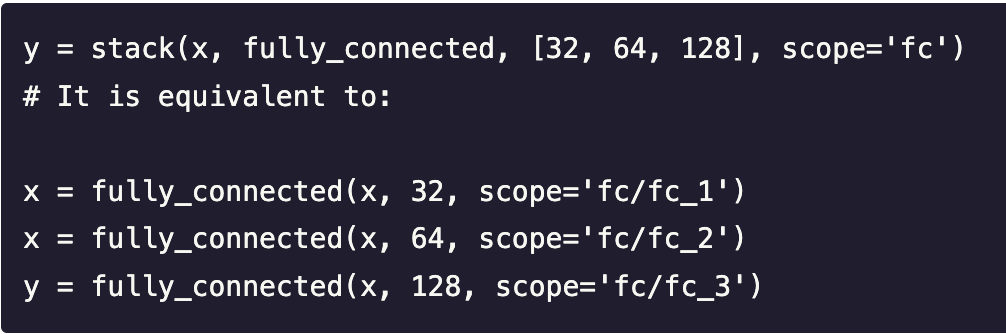 y = stack(x, fully_connected, [32, 64, 128], scope='fc')
# It is equivalent to:
x = fully_connected(x, 32, scope='fc/fc_1')
x = fully_connected(x, 64, scope='fc/fc_2')
y = fully_connected(x, 128, scope='fc/fc_3')